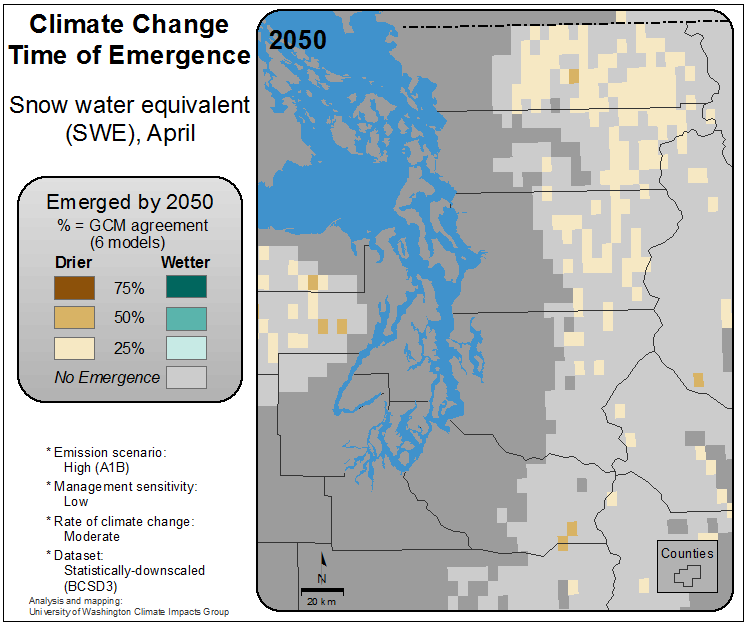 Climate Change
Time of Emergence
Snow water equivalent
(SWE), April
Emerged by 2050
% = GCM agreement
(6 models)
Drier Wetter
75%
50%
25%
No Emergence
* Emission scenario:
High (A1B)
* Management sensitivity:
Low
* Rate of climate change:
Moderate
* Dataset:
Statistically-downscaled
(BCSD3)
Analysis and mapping:
University of Washington Climate Impacts Group
2050
N
20 km
Counties